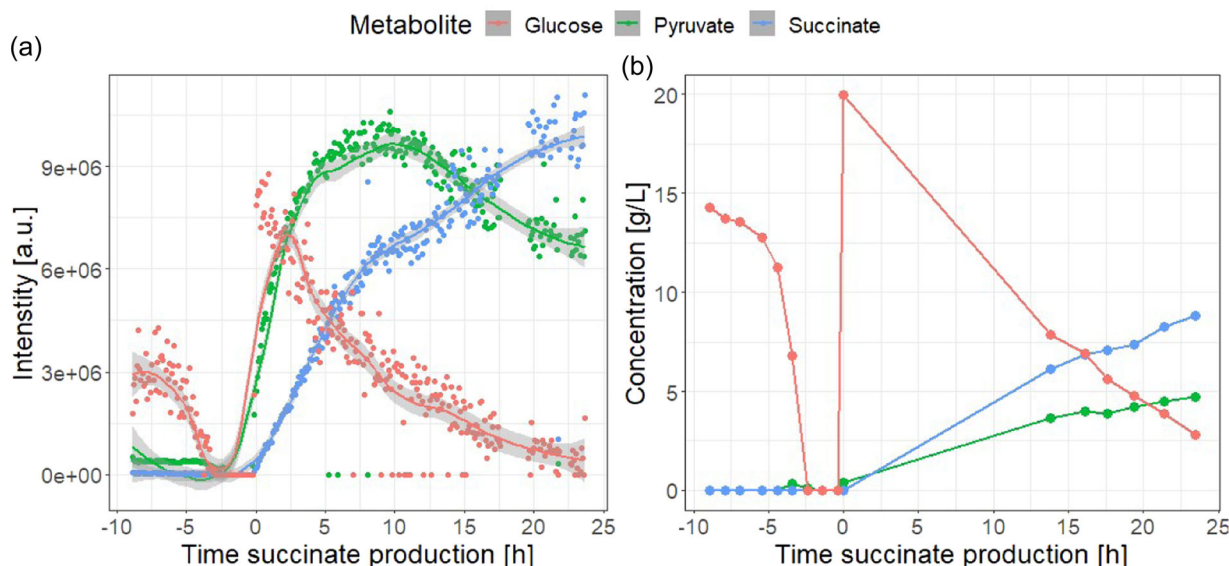 Metabolite Glucose Pyruvate Succinate
(a)
Intenstity [a.u.]
9e+06
6e+06
3e+06
0e+00
-10 -5 0 5 10 15 20 25
Time succinate production [h]
(b)
Concentration [g/L]
20
15
10
5
0
-10 -5 0 5 10 15 20 25
Time succinate production [h]